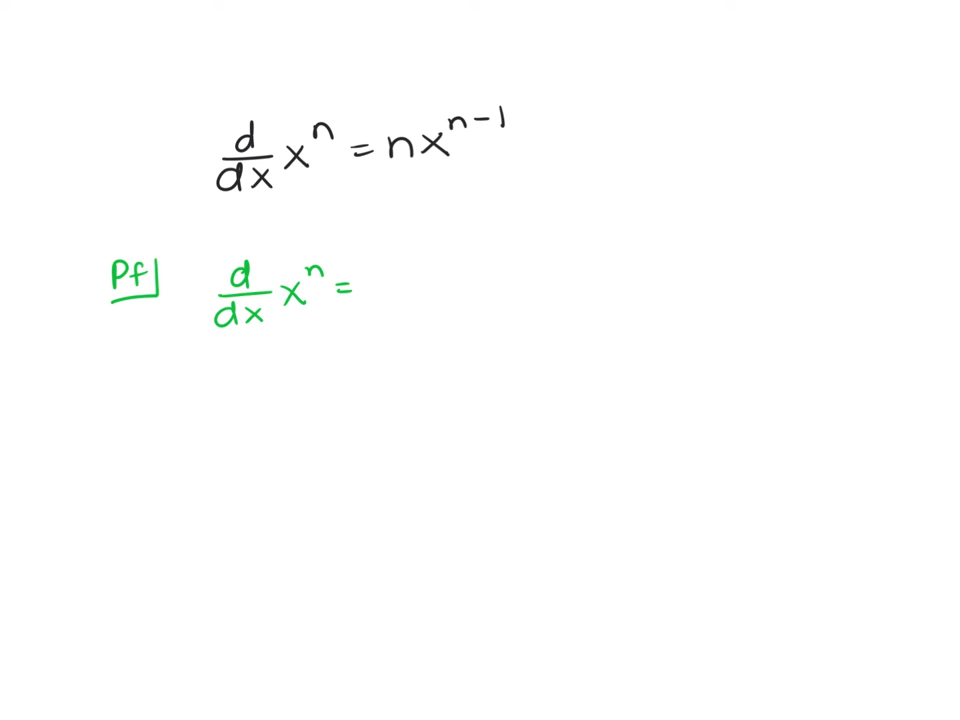 d/dx x^n = nx^(n-1)
Pf d/dx x^n =